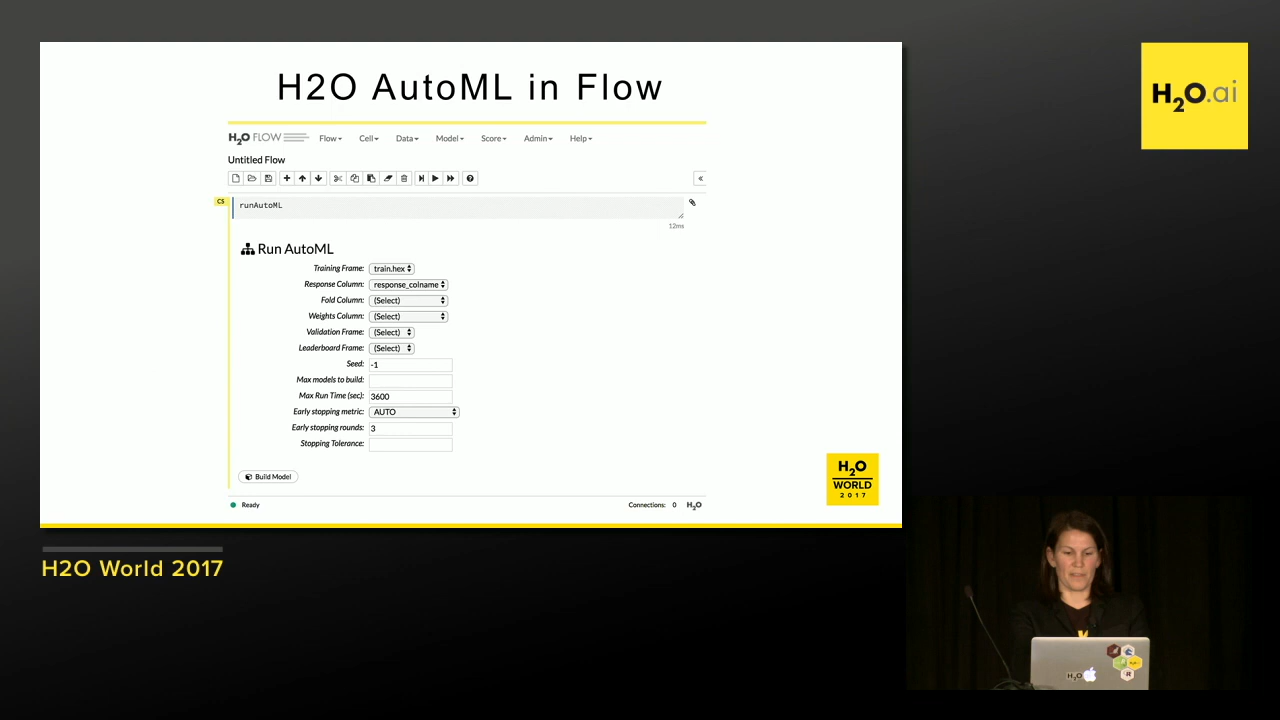 H2O AutoML in Flow
H2O FLOW
Flow Cell Data Model Score Admin Help
Untitled Flow
CS
runAutoML
12ms
Run AutoML
Training Frame: train.hex
Response Column: response_colname
Fold Column: (Select)
Weights Column: (Select)
Validation Frame: (Select)
Leaderboard Frame: (Select)
Seed: -1
Max models to build:
Max Run Time (sec): 3600
Early stopping metric: AUTO
Early stopping rounds: 3
Stopping Tolerance:
Build Model
Ready
Connections: 0 H2O
H2O
WORLD
2017
H2O.ai
H2O World 2017
H2O
R